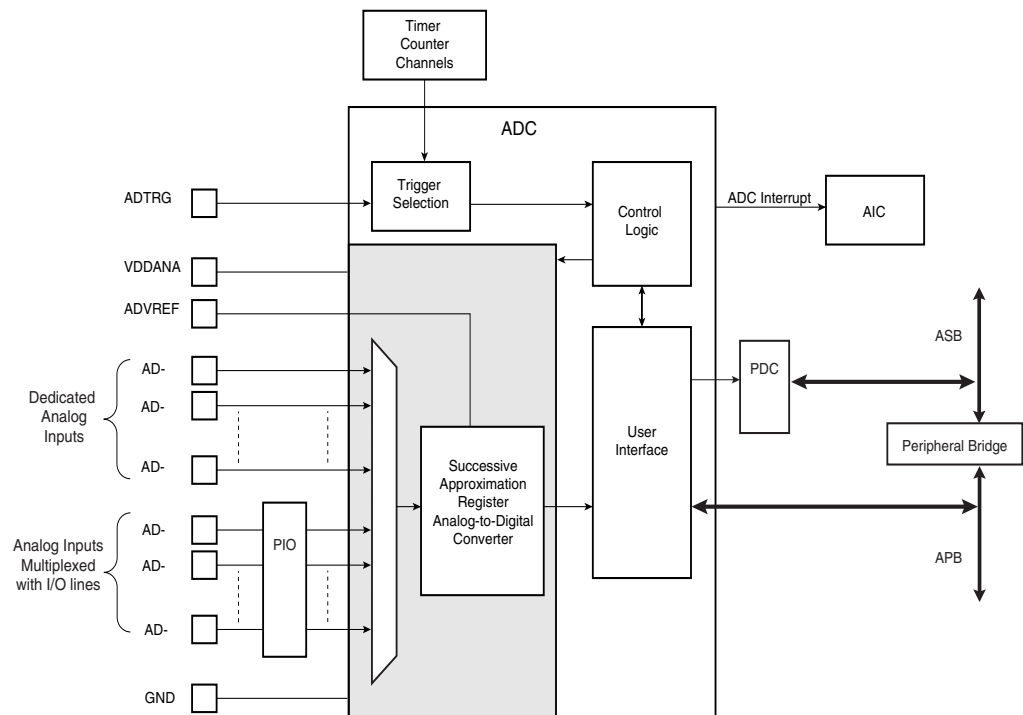 Timer
Counter
Channels
ADC
ADTRG
Trigger
Selection
Control
Logic
ADC Interrupt
AIC
VDDANA
ADVREF
ASB
PDC
Dedicated
Analog
Inputs
AD-
AD-
AD-
User
Interface
Peripheral Bridge
Successive
Approximation
Register
Analog-to-Digital
Converter
Analog Inputs
Multiplexed
with I/O lines
AD-
AD-
AD-
PIO
APB
GND